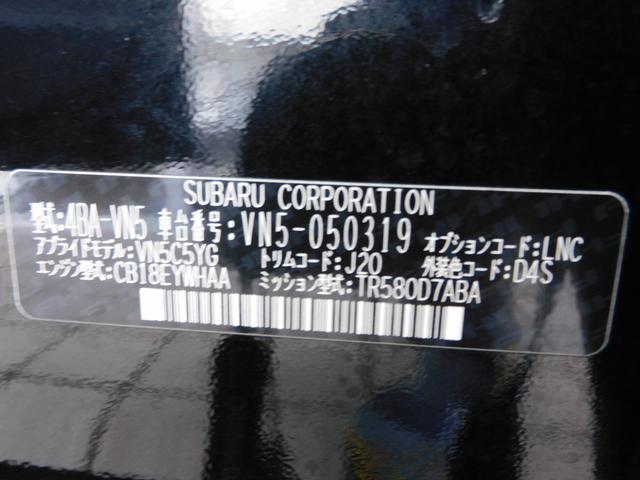 SUBARU CORPORATION
型式:4BA-VN5 車台番号:VN5-050319 オプションコード:LNC
アプライドモデル:VN5C5YG トリムコード:J20 外装色コード:D4S
エンジン型式:CB18EYWHAA ミッション型式:TR580D7ABA